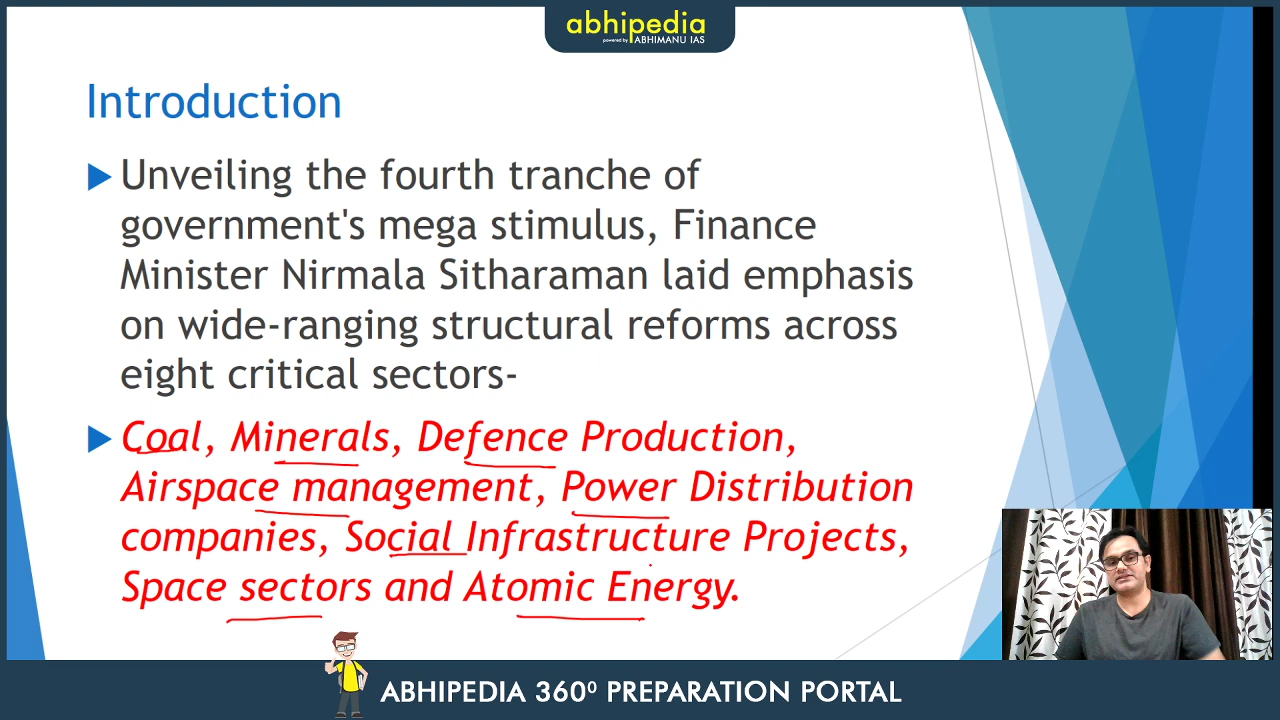 abhipedia
powered by ABHIMANU IAS
Introduction
Unveiling the fourth tranche of
government's mega stimulus, Finance
Minister Nirmala Sitharaman laid emphasis
on wide-ranging structural reforms across
eight critical sectors-
Coal, Minerals, Defence Production,
Airspace management, Power Distribution
companies, Social Infrastructure Projects,
Space sectors and Atomic Energy.
ABHIPEDIA 360⁰ PREPARATION PORTAL